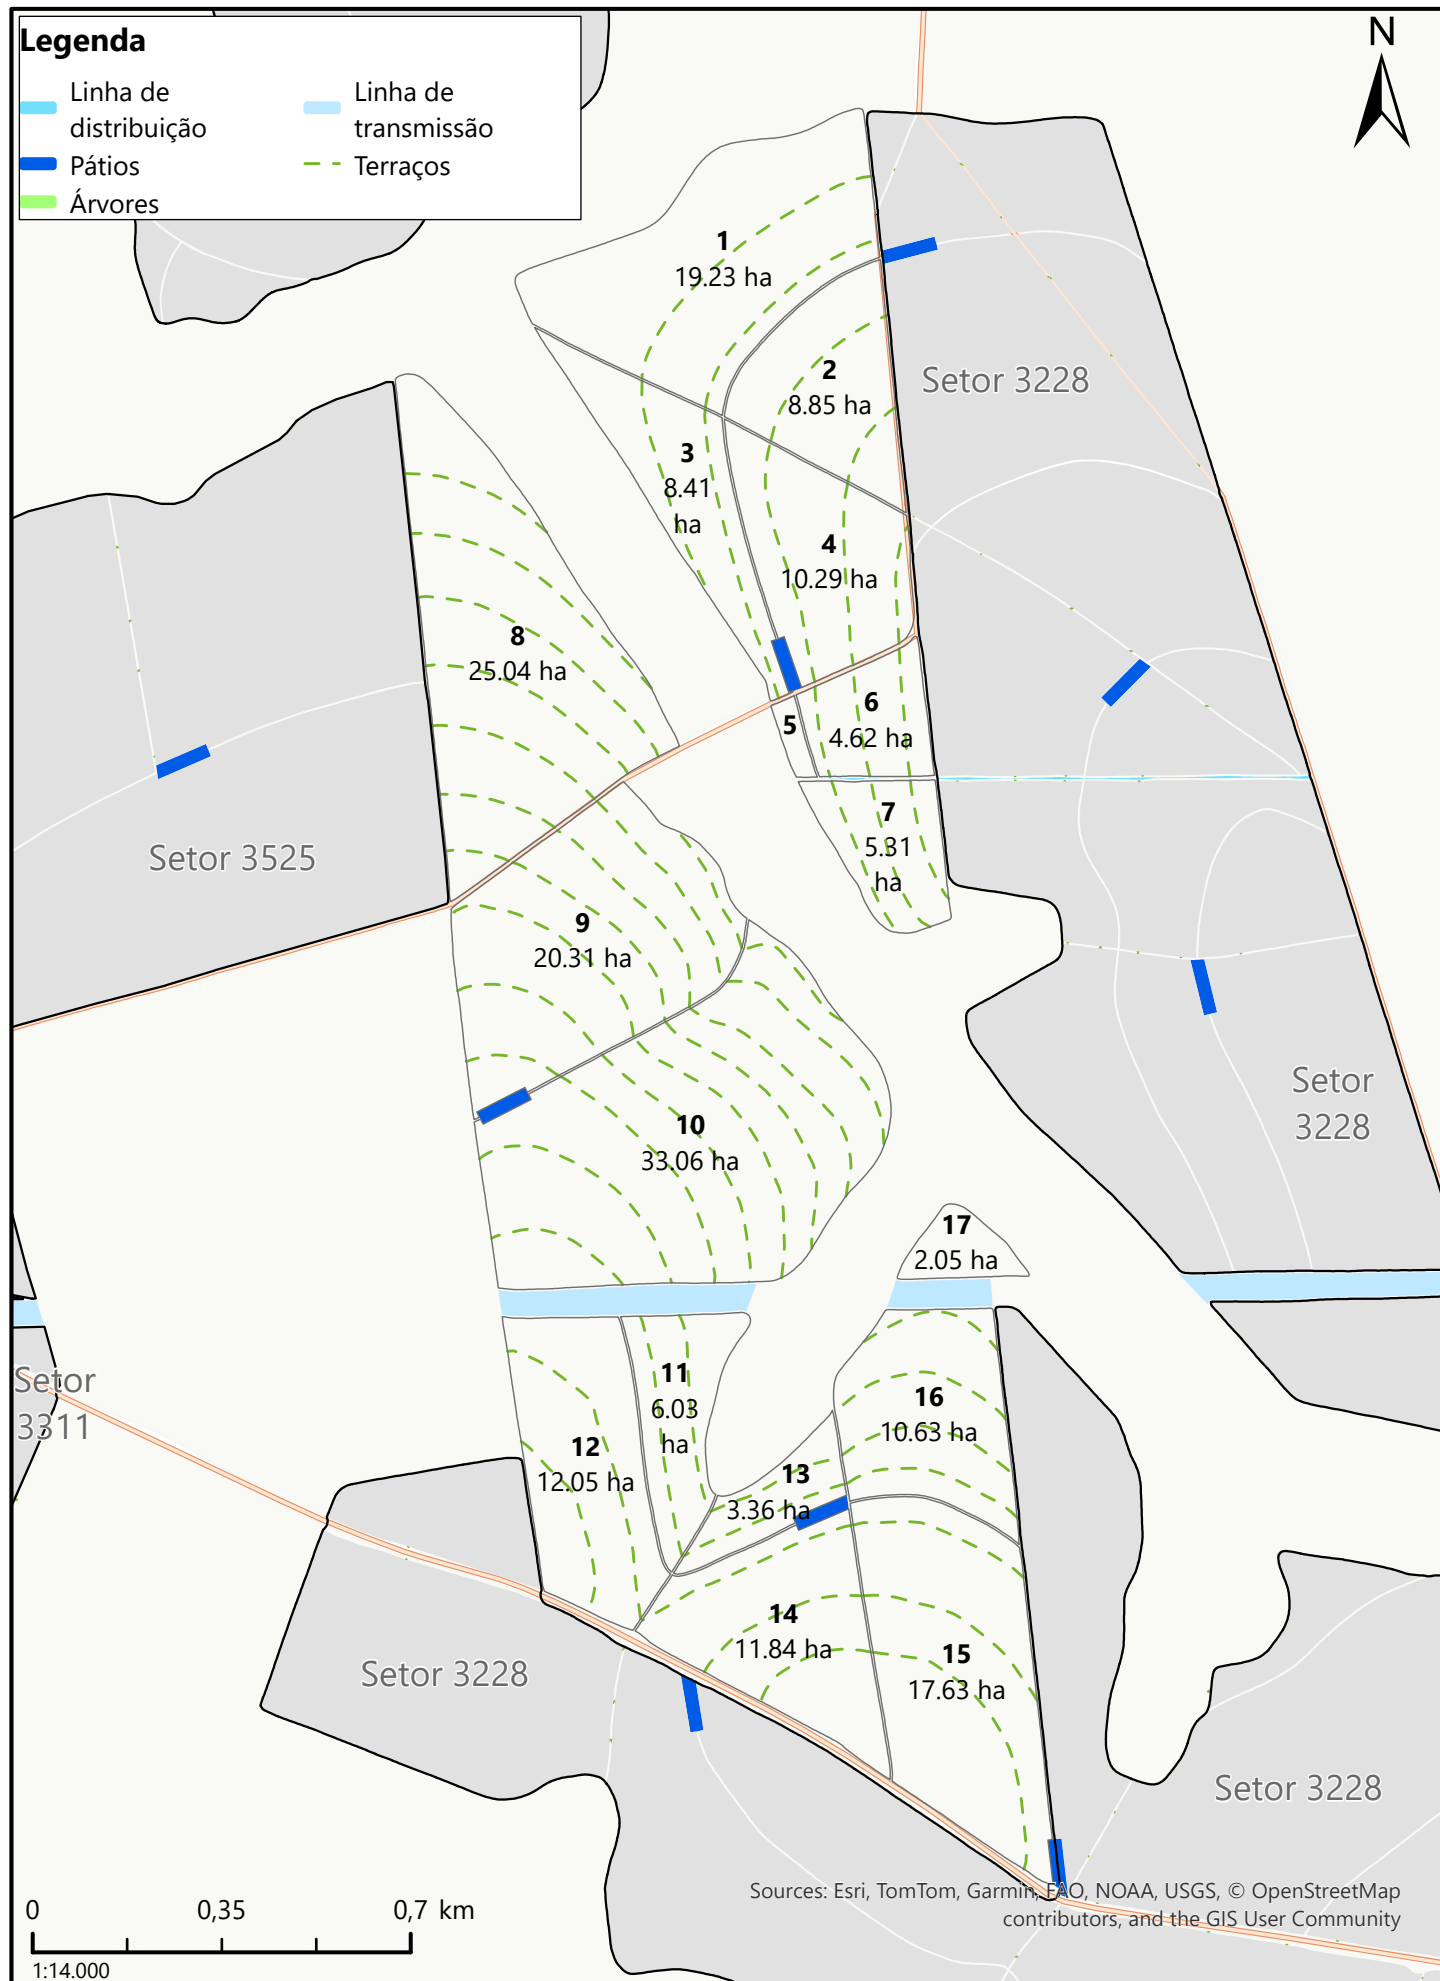 Legenda
Linha de
distribuição
Linha de
transmissão
Pátios
Terraços
Árvores
N
1
19.23 ha
2
8.85 ha
Setor 3228
3
8.41
ha
4
10.29 ha
8
25.04 ha
5
6
4.62 ha
7
5.31
ha
Setor 3525
9
20.31 ha
Setor
3228
10
33.06 ha
17
2.05 ha
Setor
3311
11
6.03
ha
16
10.63 ha
12
12.05 ha
13
3.36 ha
14
11.84 ha
15
17.63 ha
Setor 3228
Setor 3228
Sources: Esri, TomTom, Garmin, FAO, NOAA, USGS, © OpenStreetMap
contributors, and the GIS User Community
0 0,35 0,7 km
1:14.000